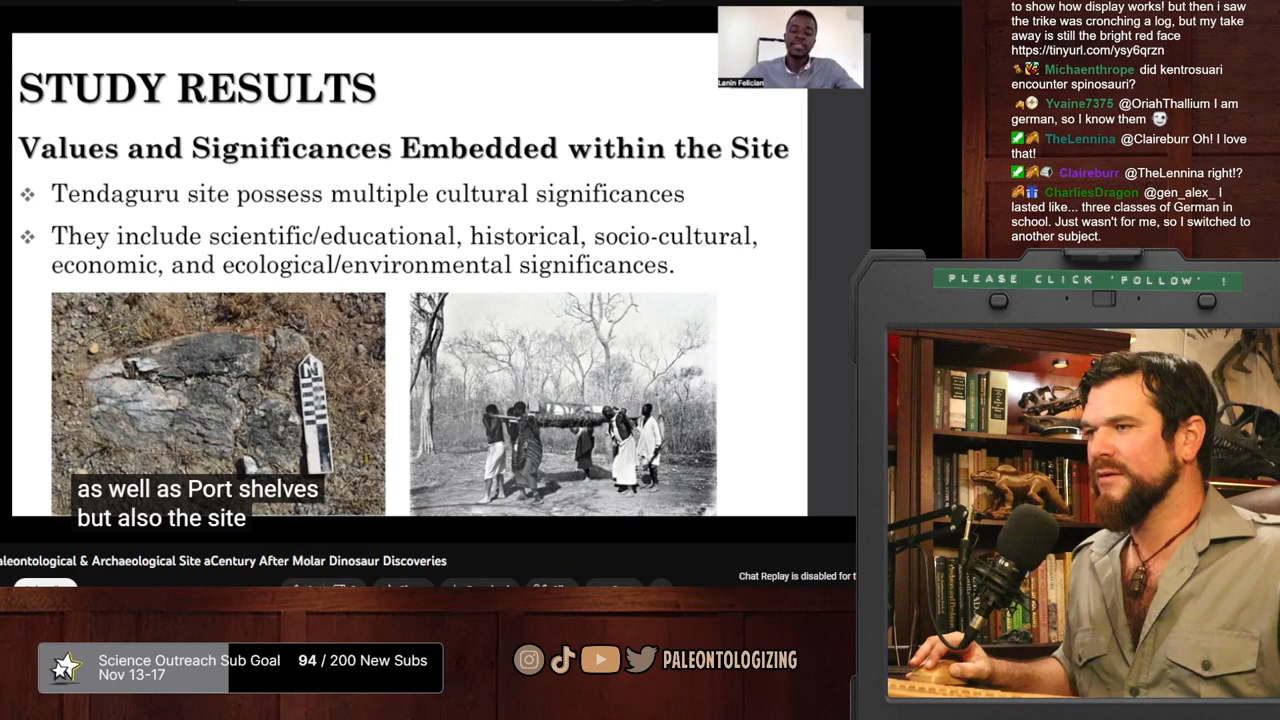 STUDY RESULTS
Lenin Felician
Values and Significances Embedded within the Site
Tendaguru site possess multiple cultural significances
They include scientific/educational, historical, socio-cultural,
economic, and ecological/environmental significances.
N
as well as Port shelves
but also the site
aleontological & Archaeological Site aCentury After Molar Dinosaur Discoveries
Chat Replay is disabled for t
Science Outreach Sub Goal 94 / 200 New Subs
Nov 13-17
PALEONTOLOGIZING
to show how display works! but then i saw
the trike was cronching a log, but my take
away is still the bright red face
https://tinyurl.com/ysy6qrzn
Michaenthrope did kentrosuari
encounter spinosauri?
Yvaine7375 @OriahThallium I am
german, so I know them
TheLennina @Claireburr Oh! I love
that!
Claireburr @TheLennina right!?
CharliesDragon @gen_alex_ I
lasted like... three classes of German in
school. Just wasn't for me, so I switched to
another subject.
PLEASE CLICK 'FOLLOW' !